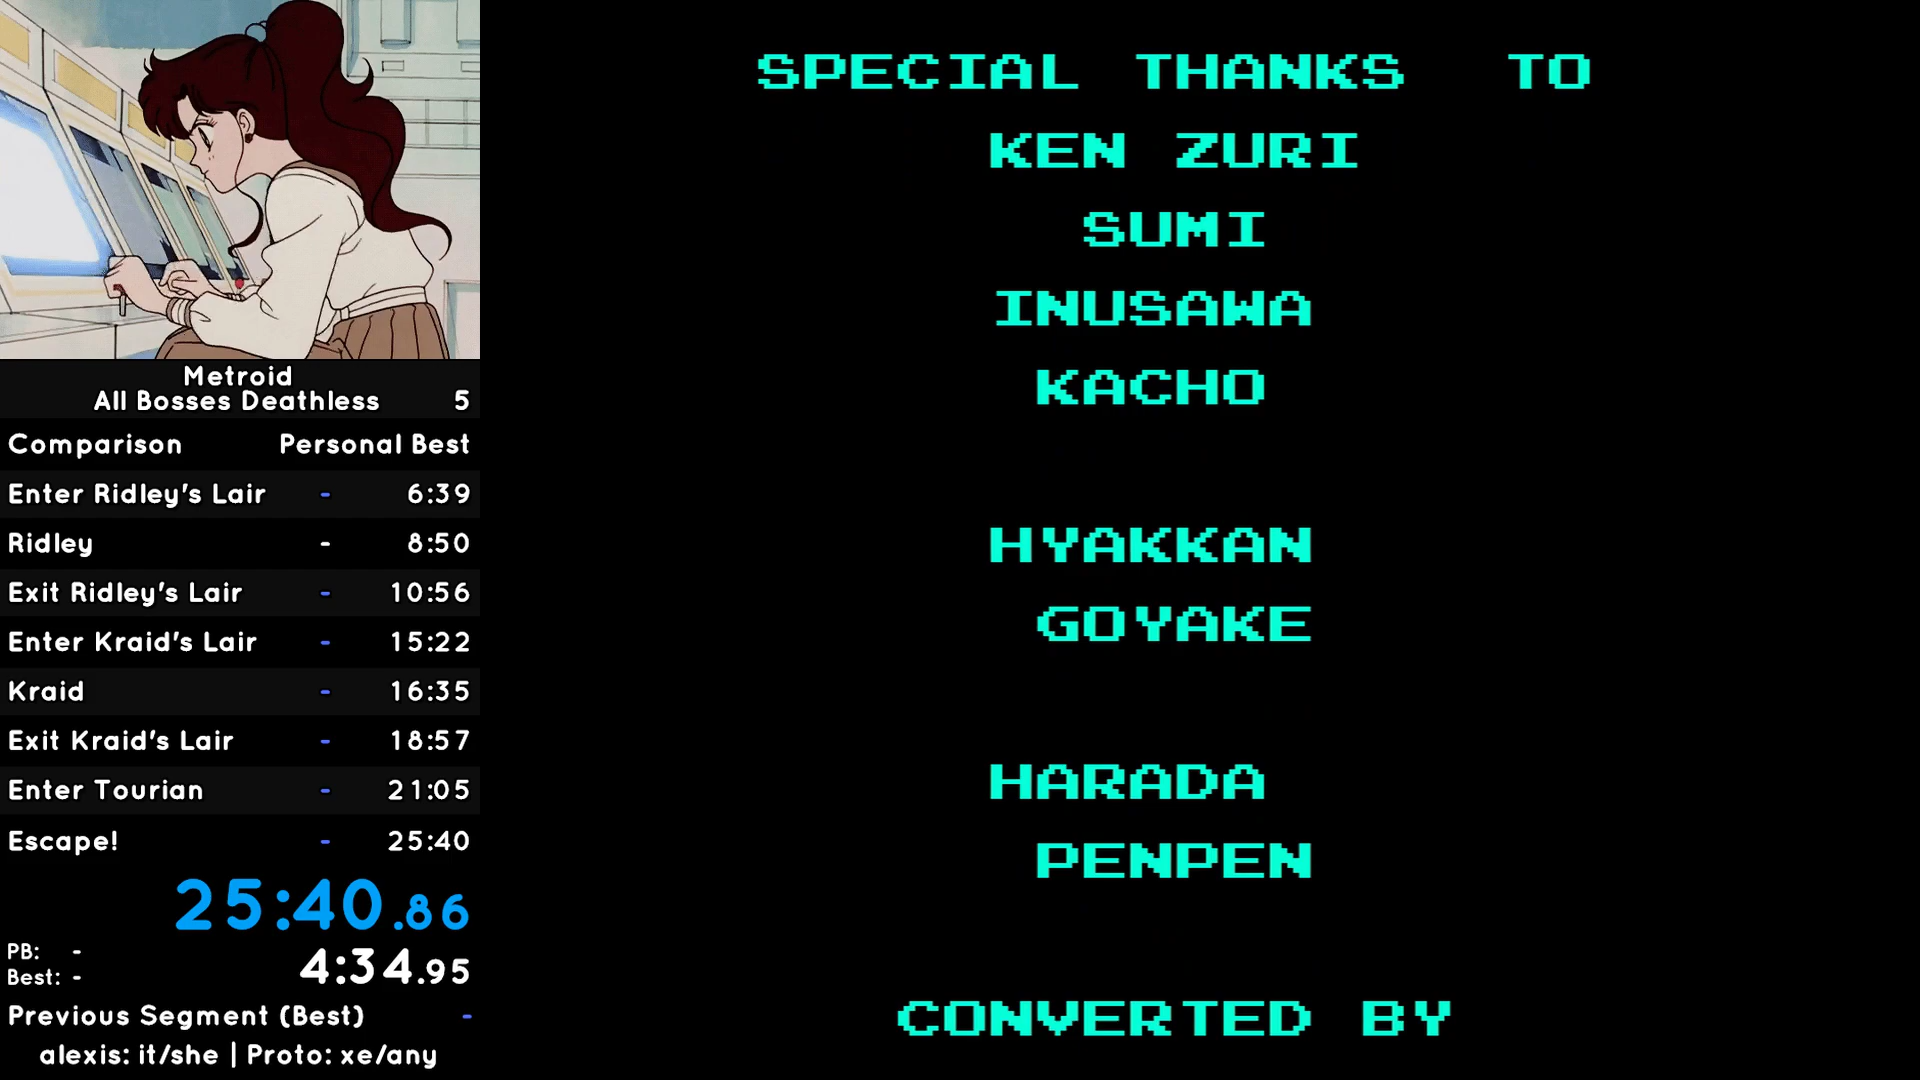 Metroid
All Bosses Deathless 5
Comparison Personal Best
Enter Ridley's Lair - 6:39
Ridley - 8:50
Exit Ridley's Lair - 10:56
Enter Kraid's Lair - 15:22
Kraid - 16:35
Exit Kraid's Lair - 18:57
Enter Tourian - 21:05
Escape! - 25:40
25:40.86
PB: -
Best: -
4:34.95
Previous Segment (Best) -
alexis: it/she | Proto: xe/any
SPECIAL THANKS TO
KEN ZURI
SUMI
INUSAWA
KACHO
HYAKKAN
GOYAKE
HARADA
PENPEN
CONVERTED BY